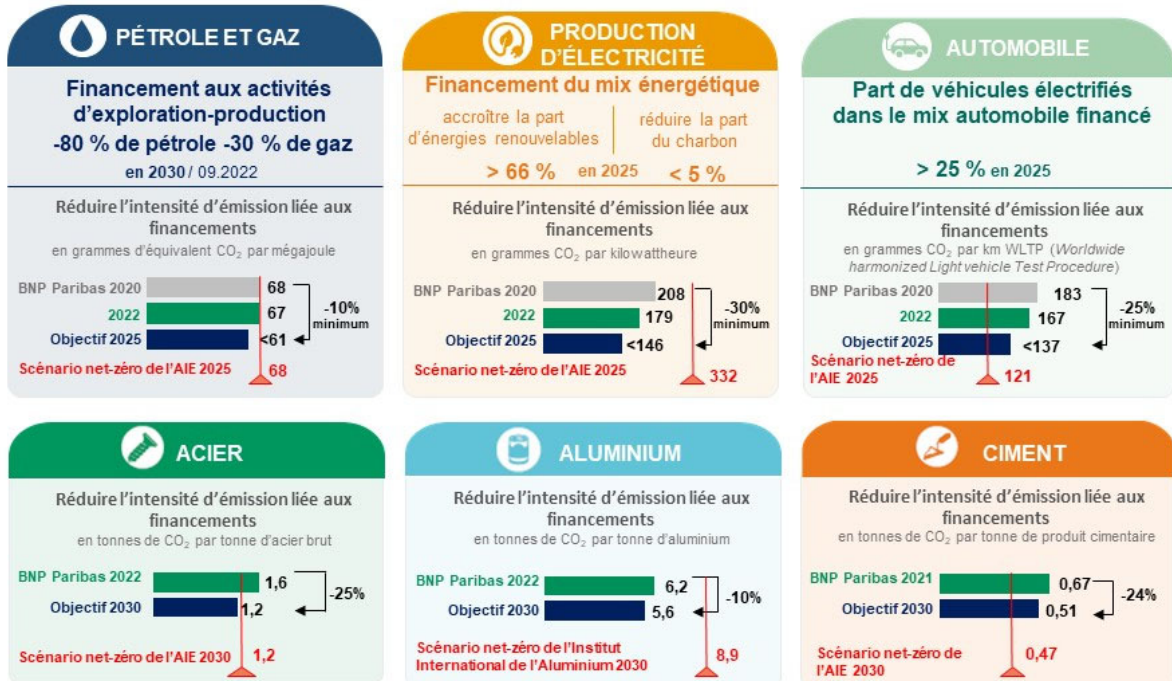 PÉTROLE ET GAZ
Financement aux activités
d'exploration-production
-80 % de pétrole -30 % de gaz
en 2030 / 09.2022
Réduire l'intensité d'émission liée aux
financements
en grammes d'équivalent CO₂ par mégajoule
BNP Paribas 2020 68
2022 67
Objectif 2025 <61
-10%
minimum
Scénario net-zéro de l'AIE 2025 68
PRODUCTION
D'ÉLECTRICITÉ
Financement du mix énergétique
accroître la part
d'énergies renouvelables
réduire la part
du charbon
> 66 % en 2025 < 5 %
Réduire l'intensité d'émission liée aux
financements
en grammes CO₂ par kilowattheure
BNP Paribas 2020 208
2022 179
Objectif 2025 <146
-30%
minimum
Scénario net-zéro de l'AIE 2025 332
AUTOMOBILE
Part de véhicules électrifiés
dans le mix automobile financé
> 25 % en 2025
Réduire l'intensité d'émission liée aux
financements
en grammes CO₂ par km WLTP (Worldwide
harmonized Light vehicle Test Procedure)
BNP Paribas 2020 183
2022 167
Objectif 2025 <137
-25%
minimum
Scénario net-zéro de
l'AIE 2025 121
ACIER
Réduire l'intensité d'émission liée aux
financements
en tonnes de CO₂ par tonne d'acier brut
BNP Paribas 2022 1,6
Objectif 2030 1,2
-25%
Scénario net-zéro de l'AIE 2030 1,2
ALUMINIUM
Réduire l'intensité d'émission liée aux
financements
en tonnes de CO₂ par tonne d'aluminium
BNP Paribas 2022 6,2
Objectif 2030 5,6
-10%
Scénario net-zéro de l'Institut
International de l'Aluminium 2030 8,9
CIMENT
Réduire l'intensité d'émission liée aux
financements
en tonnes de CO₂ par tonne de produit cimentaire
BNP Paribas 2021 0,67
Objectif 2030 0,51
-24%
Scénario net-zéro de
l'AIE 2030 0,47